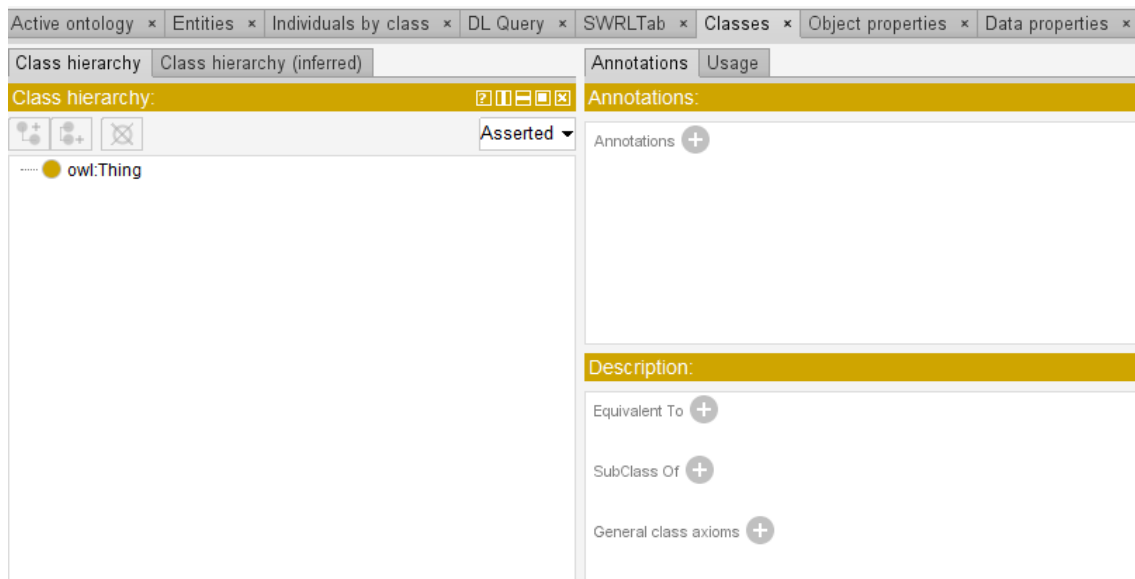 Active ontology × Entities × Individuals by class × DL Query × SWRLTab × Classes × Object properties × Data properties ×
Class hierarchy Class hierarchy (inferred)
Class hierarchy:
Asserted
owl:Thing
Annotations Usage
Annotations:
Annotations
Description:
Equivalent To
SubClass Of
General class axioms